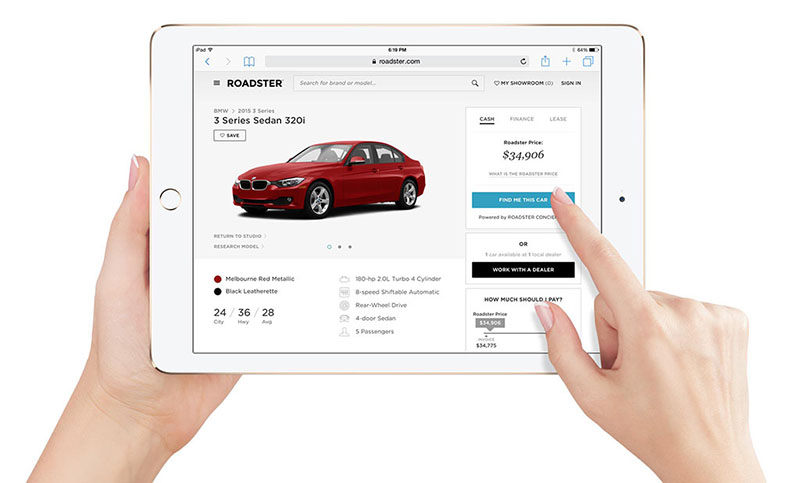 iPad
6:19 PM
64%
roadster.com
ROADSTER
Search for brand or model...
MY SHOWROOM (0)
SIGN IN
BMW > 2015 3 Series
3 Series Sedan 320i
SAVE
CASH
FINANCE
LEASE
Roadster Price:
$34,906
WHAT IS THE ROADSTER PRICE
FIND ME THIS CAR
Powered by ROADSTER
RETURN TO STUDIO >
RESEARCH MODEL >
OR
1 car available at 1 local dealer
WORK WITH A DEALER
Melbourne Red Metallic
Black Leatherette
24 / 36 / 28
City Hwy Avg
180-hp 2.0L Turbo 4 Cylinder
8-speed Shiftable Automatic
Rear-Wheel Drive
4-door Sedan
5 Passengers
HOW MUCH SHOULD I PAY?
Roadster Price
$34,906
INVOICE
$34,775